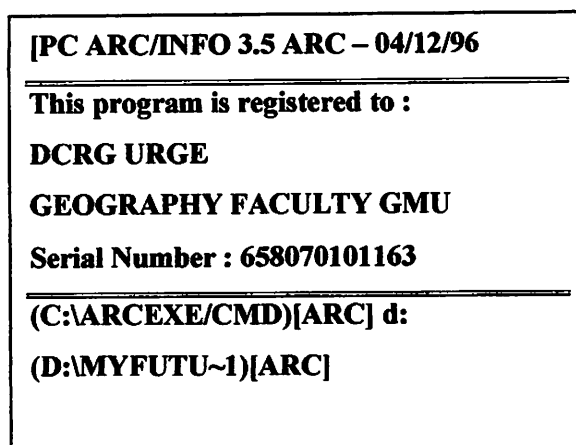 [PC ARC/INFO 3.5 ARC – 04/12/96
This program is registered to :
DCRG URGE
GEOGRAPHY FACULTY GMU
Serial Number : 658070101163
(C:\ARCEXE/CMD)[ARC] d:
(D:\MYFUTU~1)[ARC]